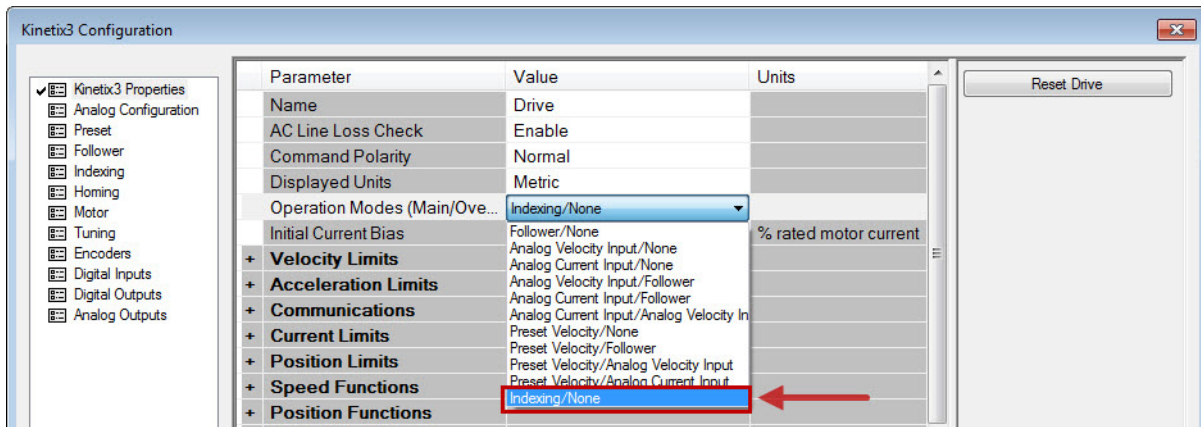 Kinetix3 Configuration
Kinetix3 Properties
Analog Configuration
Preset
Follower
Indexing
Homing
Motor
Tuning
Encoders
Digital Inputs
Digital Outputs
Analog Outputs
Parameter Value Units
Name Drive
AC Line Loss Check Enable
Command Polarity Normal
Displayed Units Metric
Operation Modes (Main/Ove... Indexing/None
Initial Current Bias % rated motor current
+ Velocity Limits
+ Acceleration Limits
+ Communications
+ Current Limits
+ Position Limits
+ Speed Functions
+ Position Functions
Follower/None
Analog Velocity Input/None
Analog Current Input/None
Analog Velocity Input/Follower
Analog Current Input/Follower
Analog Current Input/Analog Velocity In
Preset Velocity/None
Preset Velocity/Follower
Preset Velocity/Analog Velocity Input
Preset Velocity/Analog Current Input
Indexing/None
Reset Drive